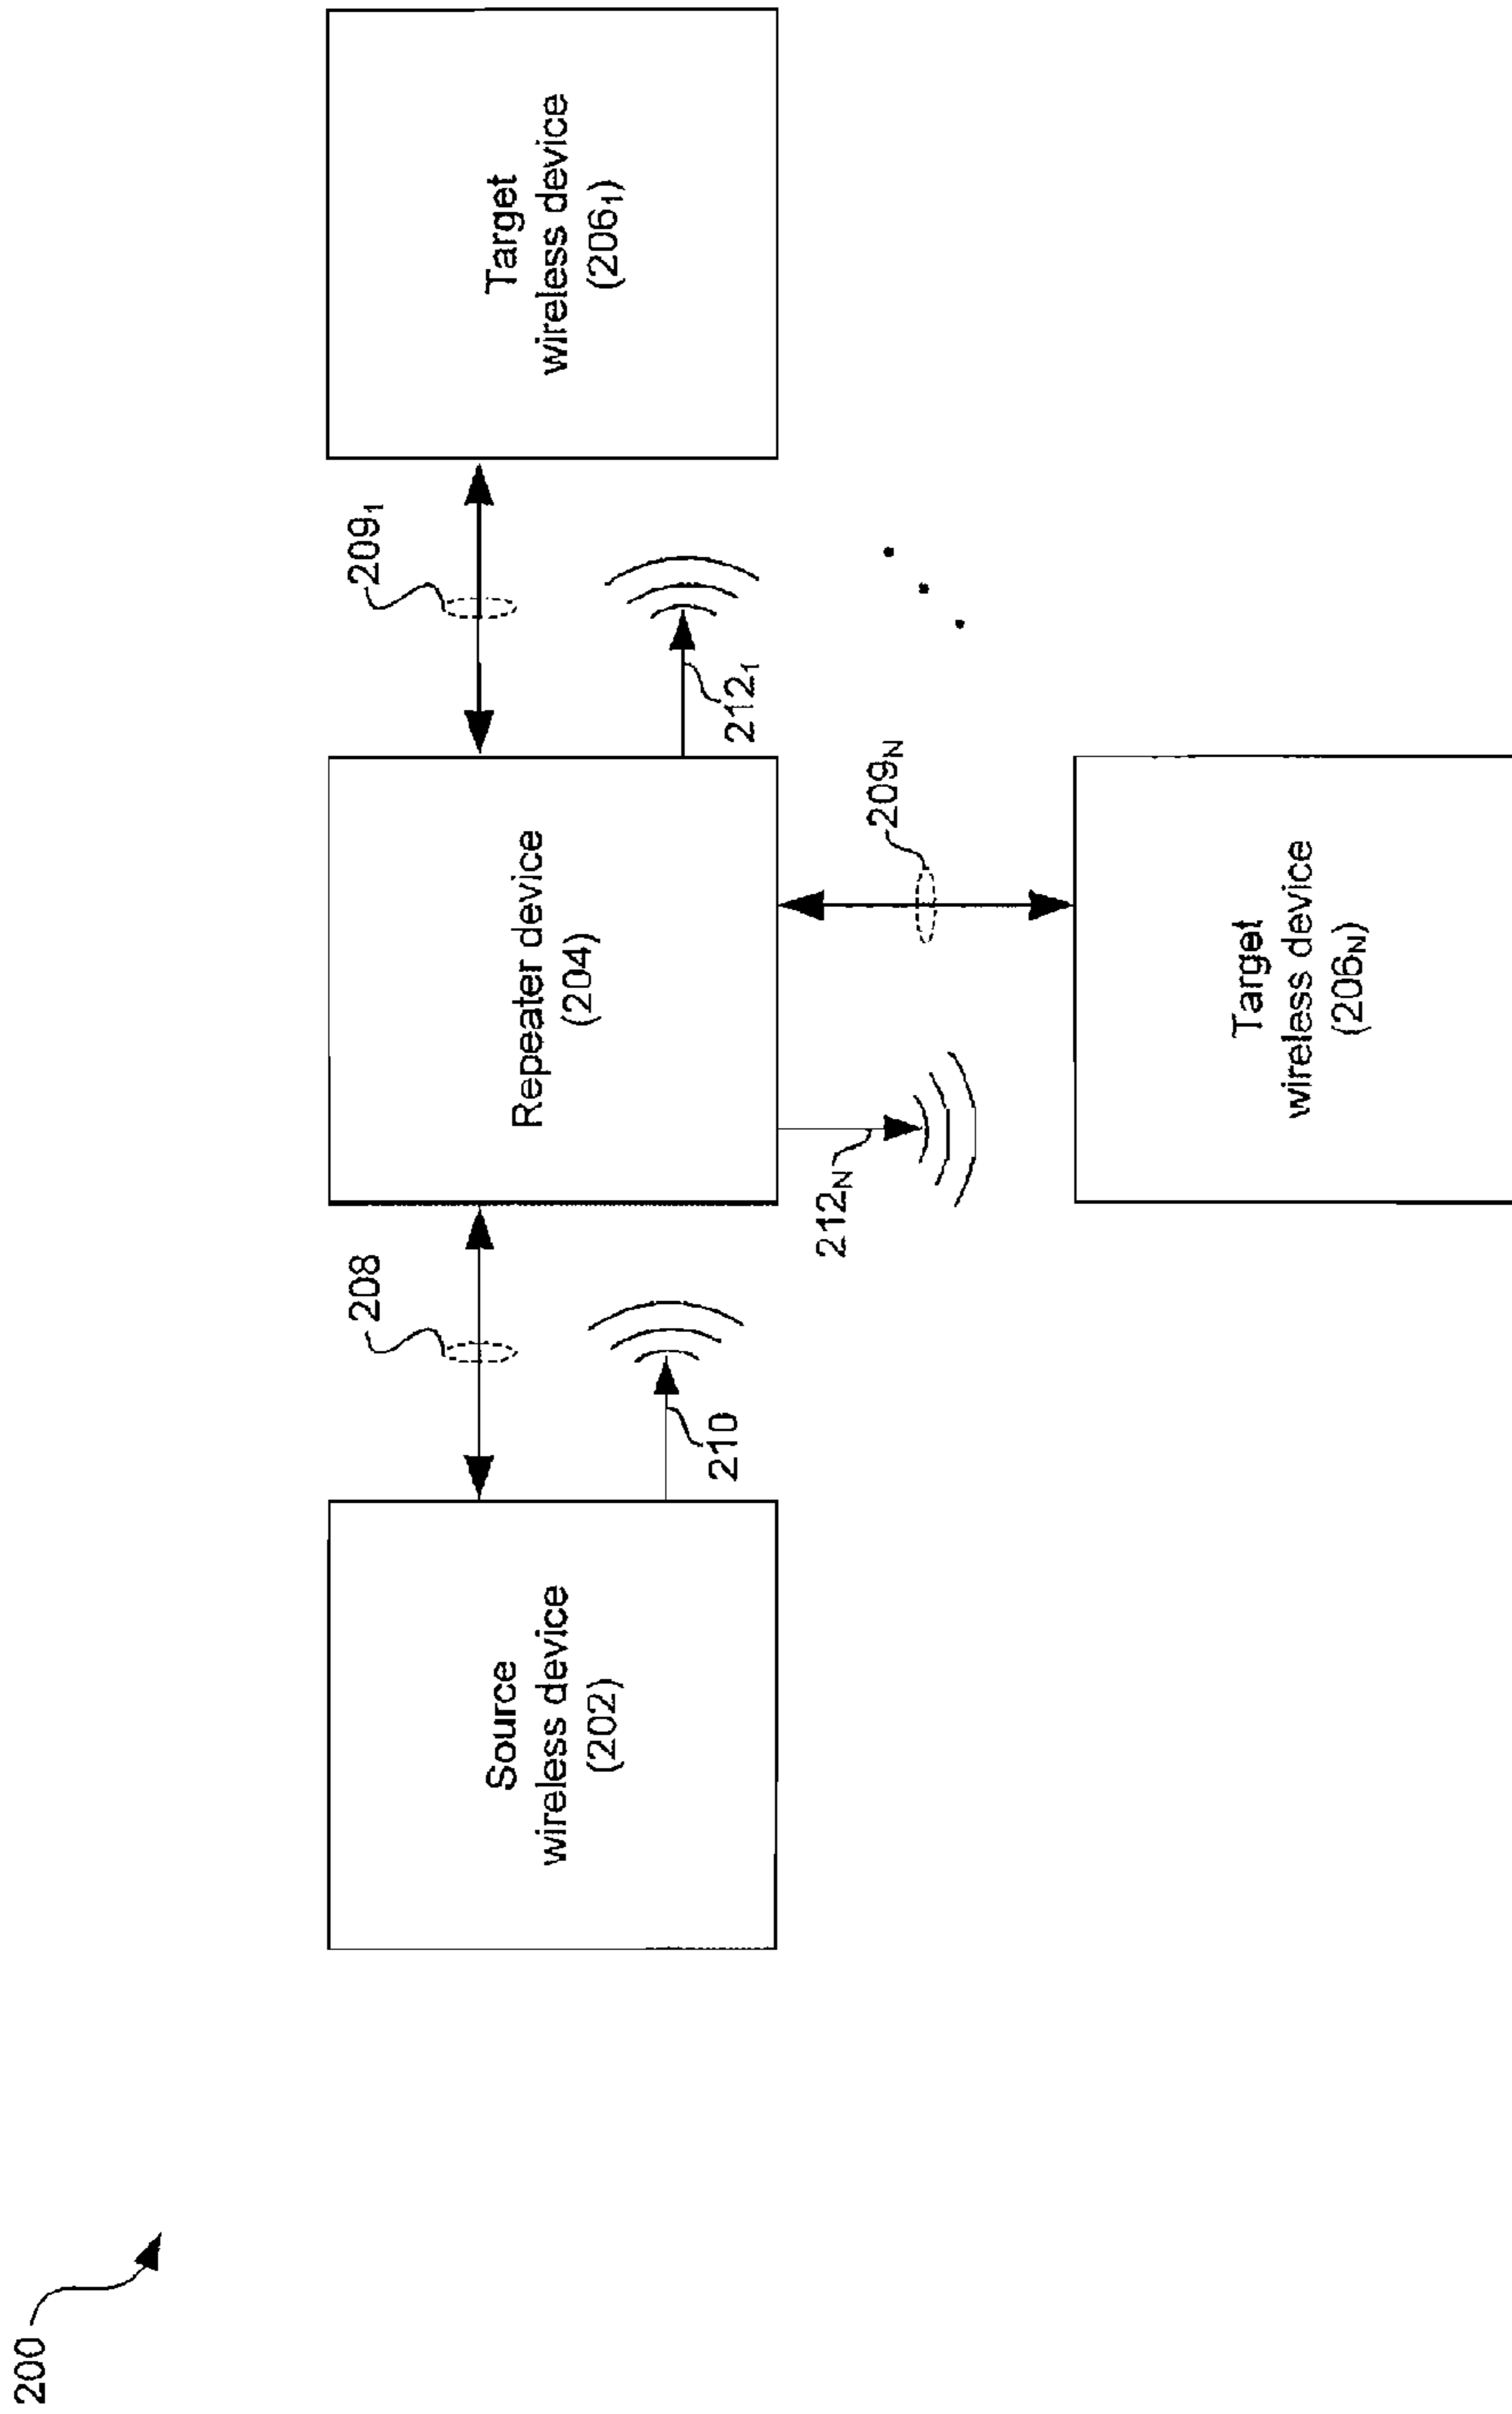 200
Source
wireless device
(202)
208
210
Repeater device
(204)
209₁
212₁
Target
wireless device
(206₁)
212N
209N
Target
wireless device
(206N)